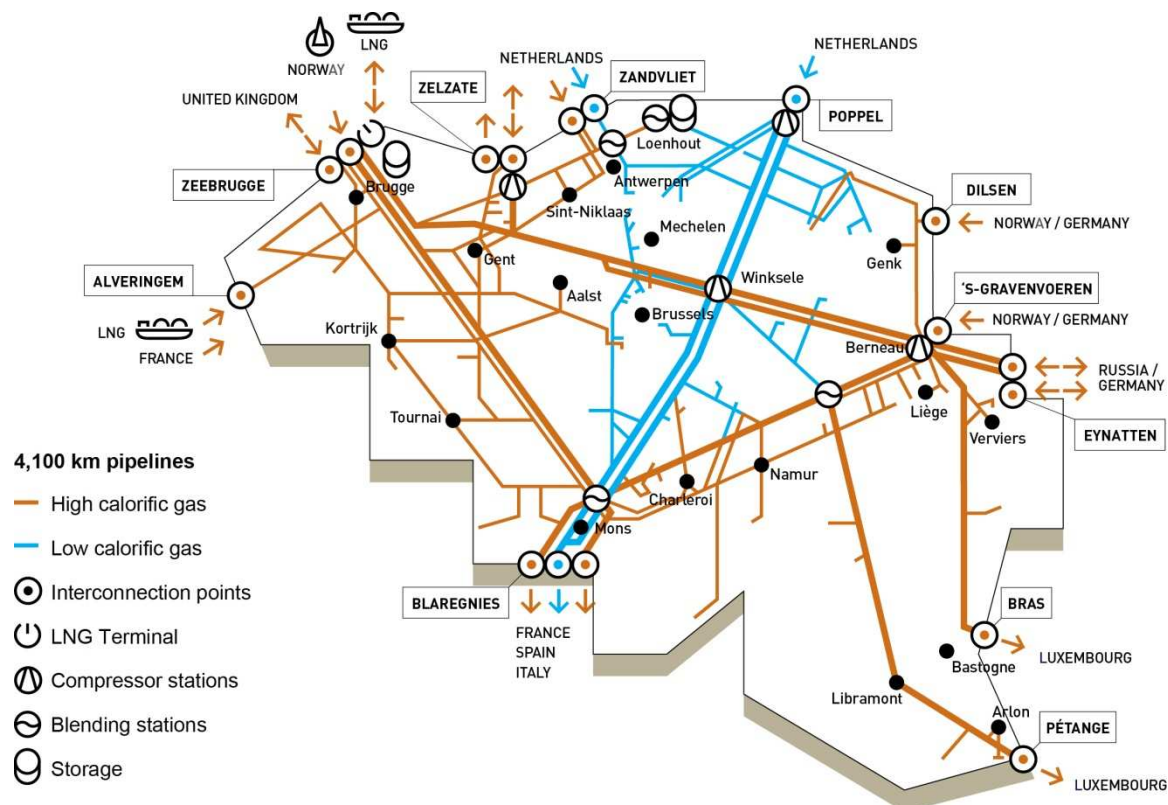 LNG
NORWAY
NETHERLANDS
NETHERLANDS
ZELZATE
ZANDVLIET
UNITED KINGDOM
POPPEL
Loenhout
ZEEBRUGGE
Brugge
Antwerpen
DILSEN
Sint-Niklaas
NORWAY / GERMANY
Mechelen
Gent
Genk
ALVERINGEM
Winksele
'S-GRAVENVOEREN
Aalst
Brussels
NORWAY / GERMANY
LNG
Kortrijk
Berneau
FRANCE
RUSSIA /
GERMANY
Liège
Tournai
Verviers
EYNATTEN
4,100 km pipelines
Namur
High calorific gas
Charleroi
Mons
Low calorific gas
Interconnection points
BLAREGNIES
BRAS
LNG Terminal
FRANCE
SPAIN
ITALY
LUXEMBOURG
Bastogne
Compressor stations
Libramont
Arlon
Blending stations
PÉTANGE
Storage
LUXEMBOURG